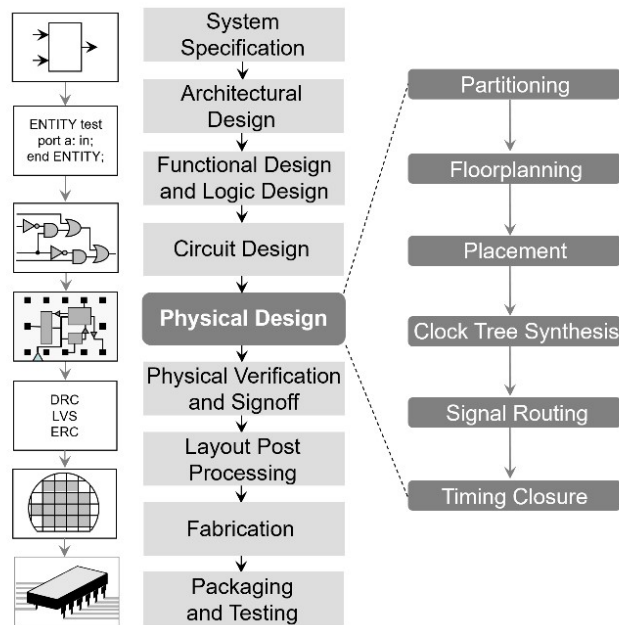 ENTITY test
port a: in;
end ENTITY;
DRC
LVS
ERC
System
Specification
Architectural
Design
Functional Design
and Logic Design
Circuit Design
Physical Design
Physical Verification
and Signoff
Layout Post
Processing
Fabrication
Packaging
and Testing
Partitioning
Floorplanning
Placement
Clock Tree Synthesis
Signal Routing
Timing Closure